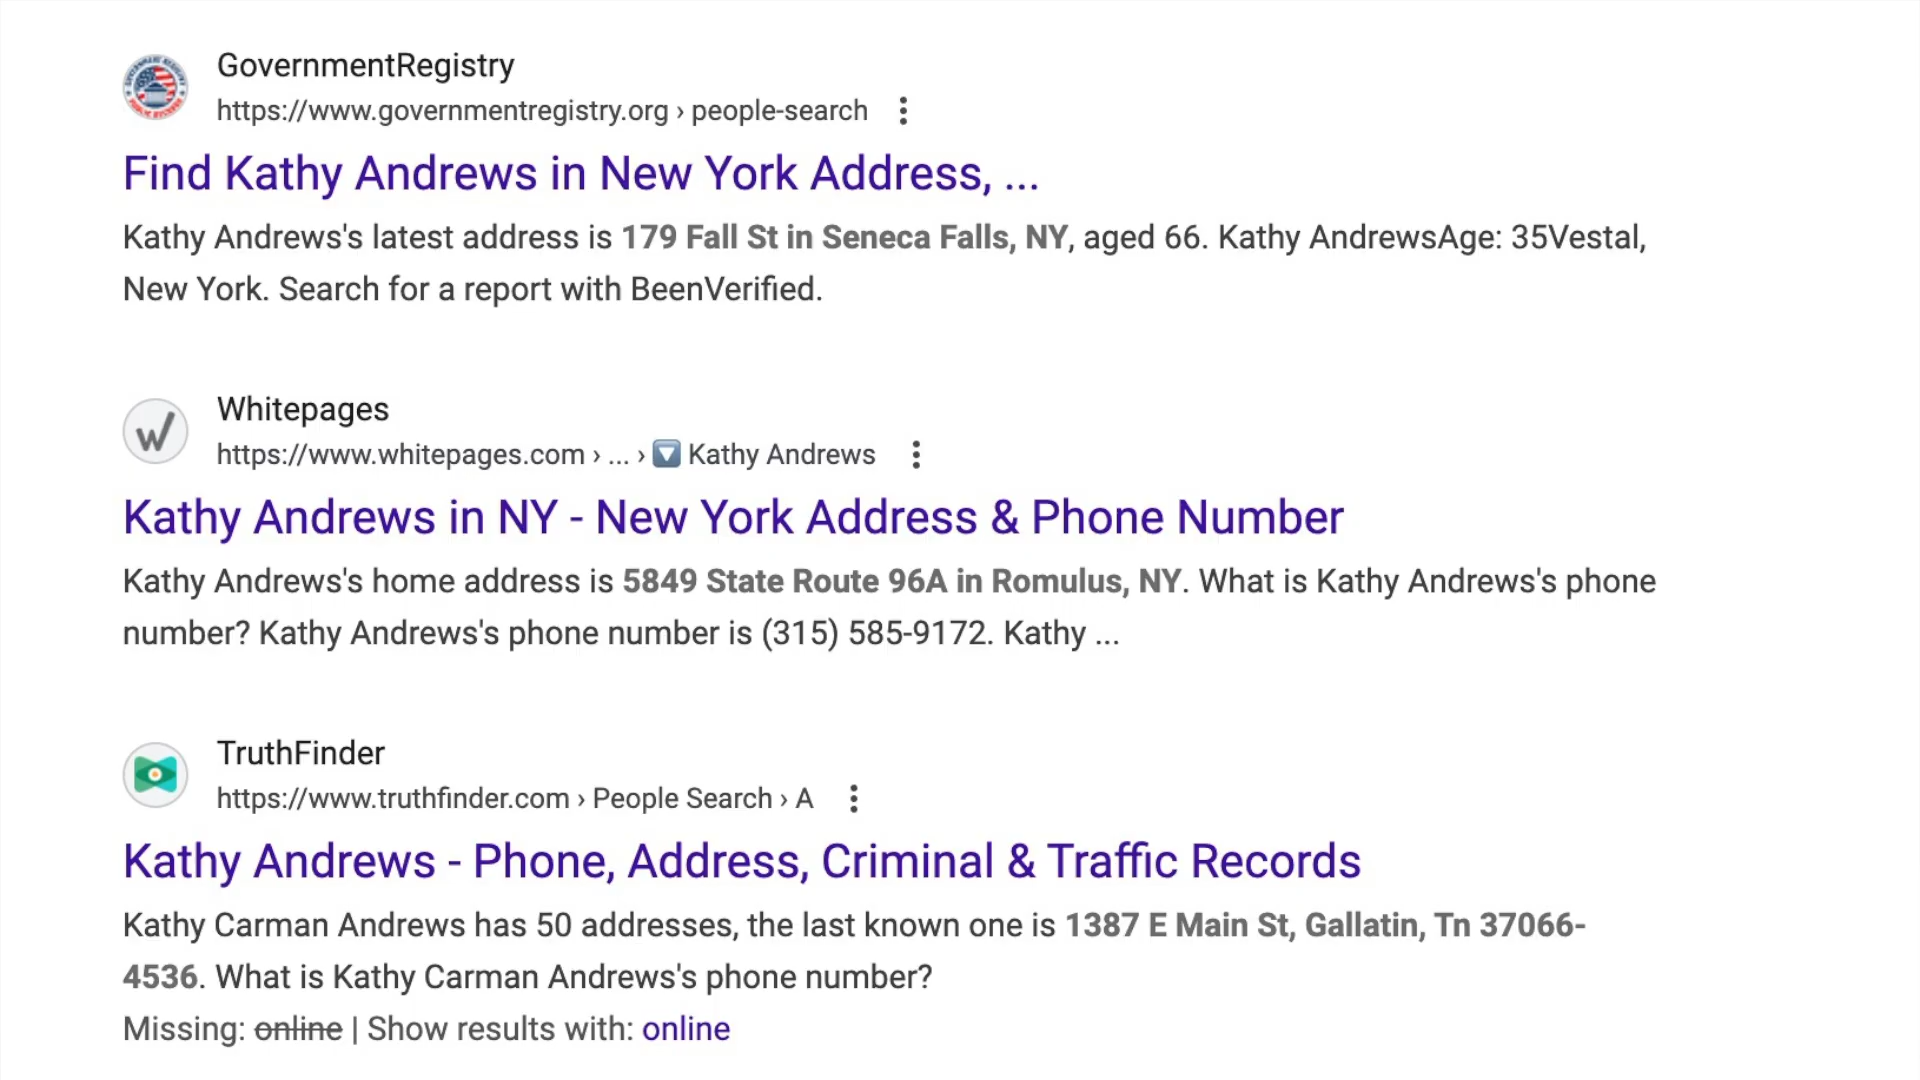 GovernmentRegistry
https://www.governmentregistry.org › people-search
Find Kathy Andrews in New York Address, ...
Kathy Andrews's latest address is 179 Fall St in Seneca Falls, NY, aged 66. Kathy AndrewsAge: 35Vestal,
New York. Search for a report with BeenVerified.
Whitepages
https://www.whitepages.com › ... › Kathy Andrews
Kathy Andrews in NY - New York Address & Phone Number
Kathy Andrews's home address is 5849 State Route 96A in Romulus, NY. What is Kathy Andrews's phone
number? Kathy Andrews's phone number is (315) 585-9172. Kathy ...
TruthFinder
https://www.truthfinder.com › People Search › A
Kathy Andrews - Phone, Address, Criminal & Traffic Records
Kathy Carman Andrews has 50 addresses, the last known one is 1387 E Main St, Gallatin, Tn 37066-
4536. What is Kathy Carman Andrews's phone number?
Missing: online | Show results with: online